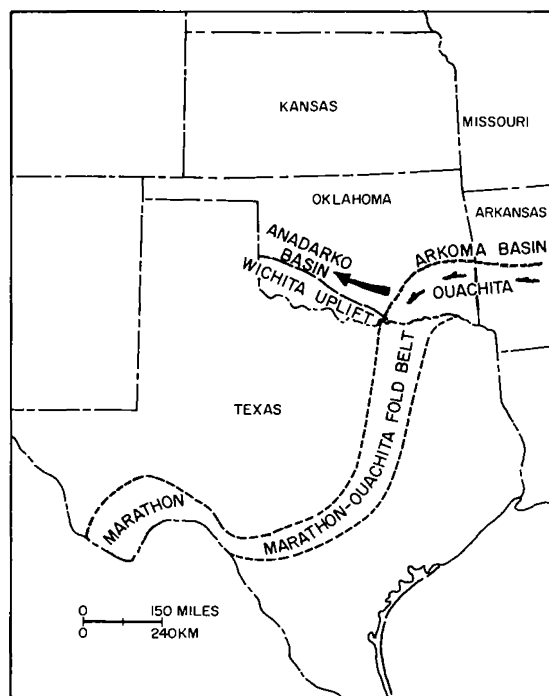 KANSAS
MISSOURI
OKLAHOMA
ARKANSAS
ANADARKO
BASIN
ARKOMA BASIN
WICHITA UPLIFT
OUACHITA
TEXAS
MARATHON-OUACHITA FOLD BELT
MARATHON
0 150 MILES
0 240KM